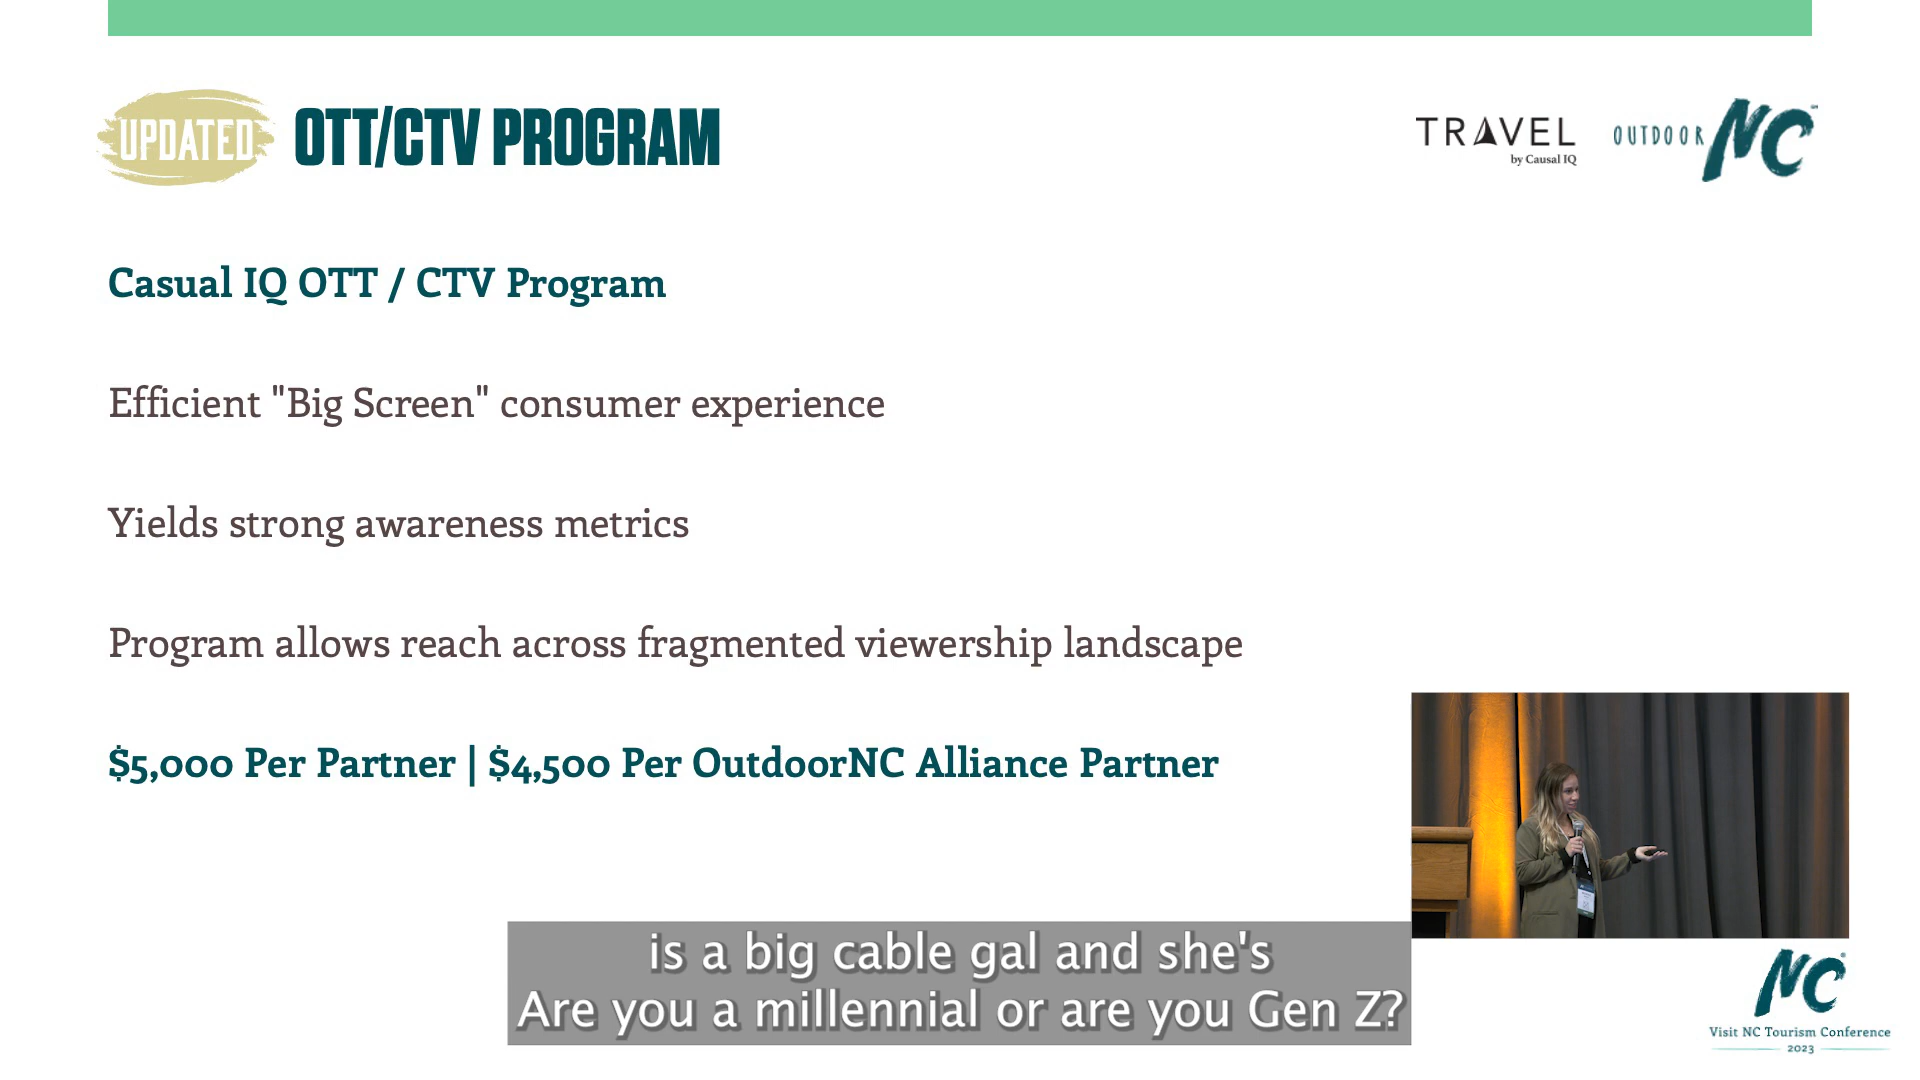 UPDATED OTT/CTV PROGRAM
TRAVEL
by Causal IQ
OUTDOOR NC
Casual IQ OTT / CTV Program
Efficient "Big Screen" consumer experience
Yields strong awareness metrics
Program allows reach across fragmented viewership landscape
$5,000 Per Partner | $4,500 Per OutdoorNC Alliance Partner
is a big cable gal and she's
Are you a millennial or are you Gen Z?
NC
Visit NC Tourism Conference
2023